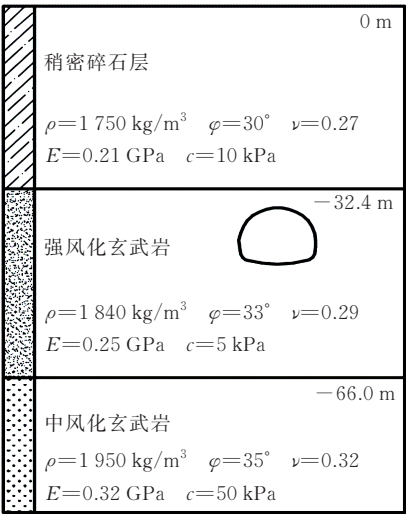 0 m
稍密碎石层
ρ=1 750 kg/m³ φ=30° ν=0.27
E=0.21 GPa c=10 kPa
-32.4 m
强风化玄武岩
ρ=1 840 kg/m³ φ=33° ν=0.29
E=0.25 GPa c=5 kPa
-66.0 m
中风化玄武岩
ρ=1 950 kg/m³ φ=35° ν=0.32
E=0.32 GPa c=50 kPa